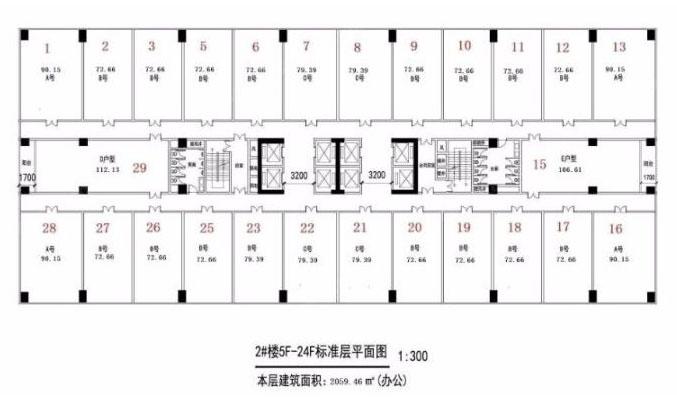 1 2 3 5 6 7 8 9 10 11 12 13
90.15 72.66 72.66 72.66 72.66 79.39 79.39 72.66 72.66 72.66 72.66 90.15
A号 B号 B号 B号 B号 C号 C号 B号 B号 B号 B号 A号
D户型 E户型
112.13 29 15 106.61
1700 3200 3200 1700
28 27 26 25 23 22 21 20 19 18 17 16
A号 B号 B号 B号 B号 C号 C号 B号 B号 B号 B号 A号
90.15 72.66 72.66 72.66 79.39 79.39 79.39 72.66 72.66 72.66 72.66 90.15
2#楼5F-24F标准层平面图 1:300
本层建筑面积: 2059.46 ㎡(办公)